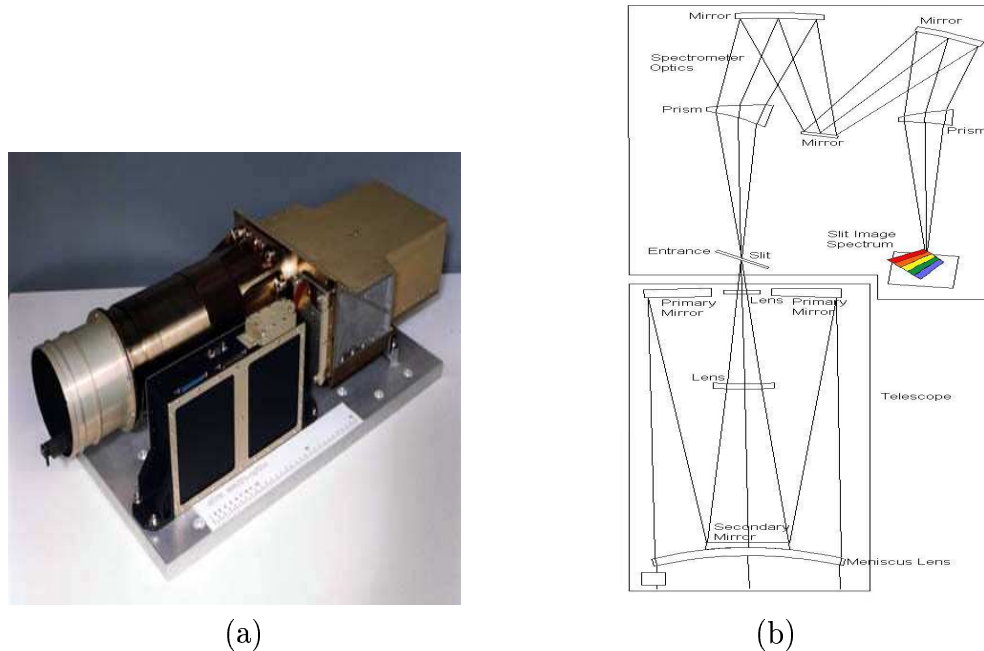 Mirror
Mirror
Spectrometer
Optics
Prism
Mirror
Prism
Slit Image
Spectrum
Entrance
Slit
Primary
Mirror
Lens
Primary
Mirror
Lens
Telescope
Secondary
Mirror
Meniscus Lens
(a)
(b)